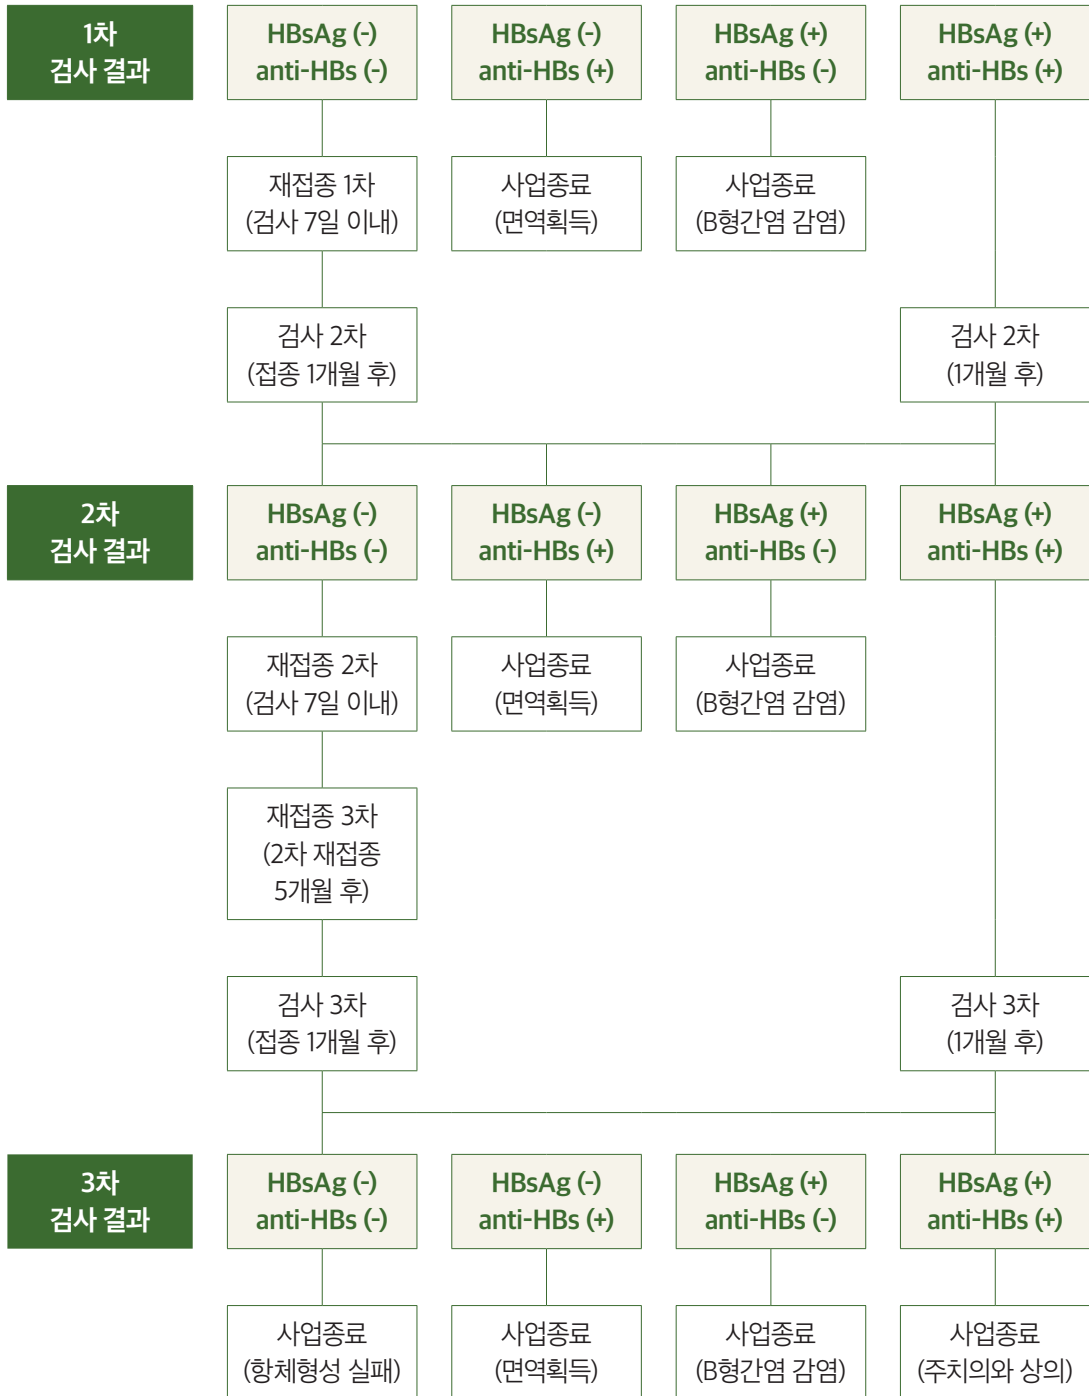 1차
검사 결과
HBsAg (-)
anti-HBs (-)
HBsAg (-)
anti-HBs (+)
HBsAg (+)
anti-HBs (-)
HBsAg (+)
anti-HBs (+)
재접종 1차
(검사 7일 이내)
사업종료
(면역획득)
사업종료
(B형간염 감염)
검사 2차
(접종 1개월 후)
검사 2차
(1개월 후)
2차
검사 결과
HBsAg (-)
anti-HBs (-)
HBsAg (-)
anti-HBs (+)
HBsAg (+)
anti-HBs (-)
HBsAg (+)
anti-HBs (+)
재접종 2차
(검사 7일 이내)
사업종료
(면역획득)
사업종료
(B형간염 감염)
재접종 3차
(2차 재접종
5개월 후)
검사 3차
(접종 1개월 후)
검사 3차
(1개월 후)
3차
검사 결과
HBsAg (-)
anti-HBs (-)
HBsAg (-)
anti-HBs (+)
HBsAg (+)
anti-HBs (-)
HBsAg (+)
anti-HBs (+)
사업종료
(항체형성 실패)
사업종료
(면역획득)
사업종료
(B형간염 감염)
사업종료
(주치의와 상의)